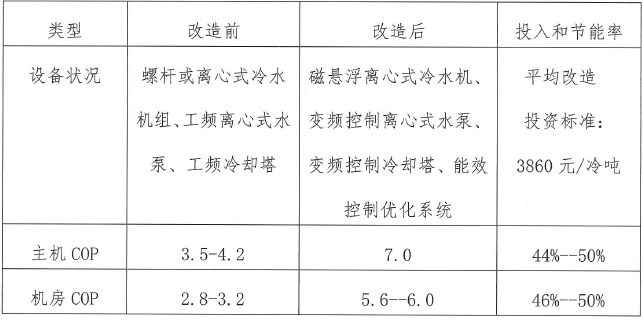 类型 改造前 改造后 投入和节能率
设备状况 螺杆或离心式冷水 磁悬浮离心式冷水机、 平均改造
机组、工频离心式水 变频控制离心式水泵、 投资标准：
泵、工频冷却塔 变频控制冷却塔、能效 3860 元/冷吨
控制优化系统
主机 COP 3.5-4.2 7.0 44%--50%
机房 COP 2.8-3.2 5.6--6.0 46%--50%